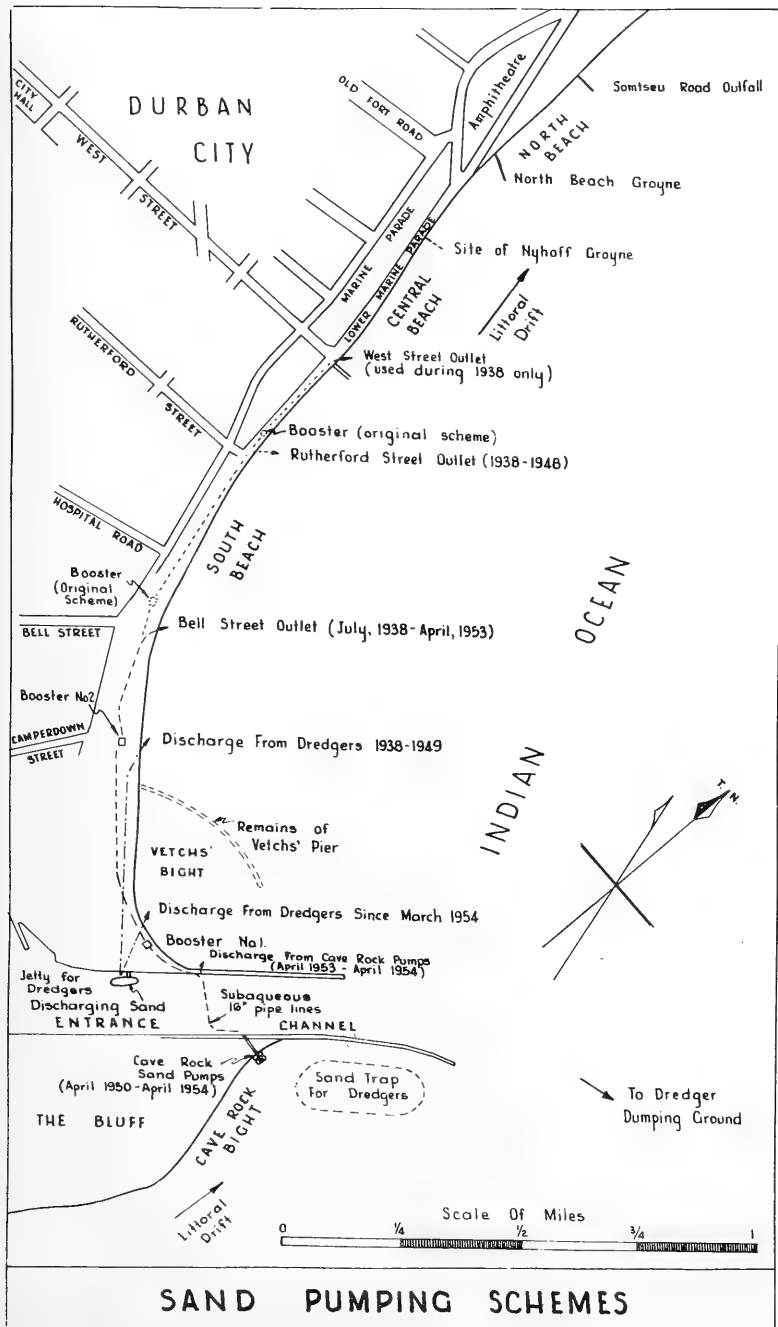 DURBAN
CITY
CITY
HALL
WEST
STREET
OLD FORT
ROAD
Amphitheatre
Somtseu Road Outfall
NORTH
BEACH
North Beach Groyne
MARINE PARADE
LOWER MARINE PARADE
Site of Nyhoff Groyne
CENTRAL
BEACH
Littoral
Drift
West Street Outlet
(used during 1938 only)
RUTHERFORD
STREET
Booster (original scheme)
Rutherford Street Outlet (1938-1948)
HOSPITAL ROAD
SOUTH
BEACH
Booster
(Original
Scheme)
BELL STREET
Bell Street Outlet (July, 1938-April, 1953)
INDIAN OCEAN
Booster No2
CAMPERDOWN
STREET
Discharge From Dredgers 1938-1949
T. N.
Remains of
Vetchs' Pier
VETCHS'
BIGHT
Discharge From Dredgers Since March 1954
Booster No1.
Discharge From Cave Rock Pumps
(April 1953 - April 1954)
Jetty for
Dredgers
Discharging Sand
Subaqueous
16" pipe lines
ENTRANCE CHANNEL
Cave Rock
Sand Pumps
(April 1950-April 1954)
Sand Trap
For Dredgers
To Dredger
Dumping Ground
THE BLUFF
CAVE ROCK
BIGHT
Littoral
Drift
Scale Of Miles
0 1/4 1/2 3/4 1
SAND PUMPING SCHEMES